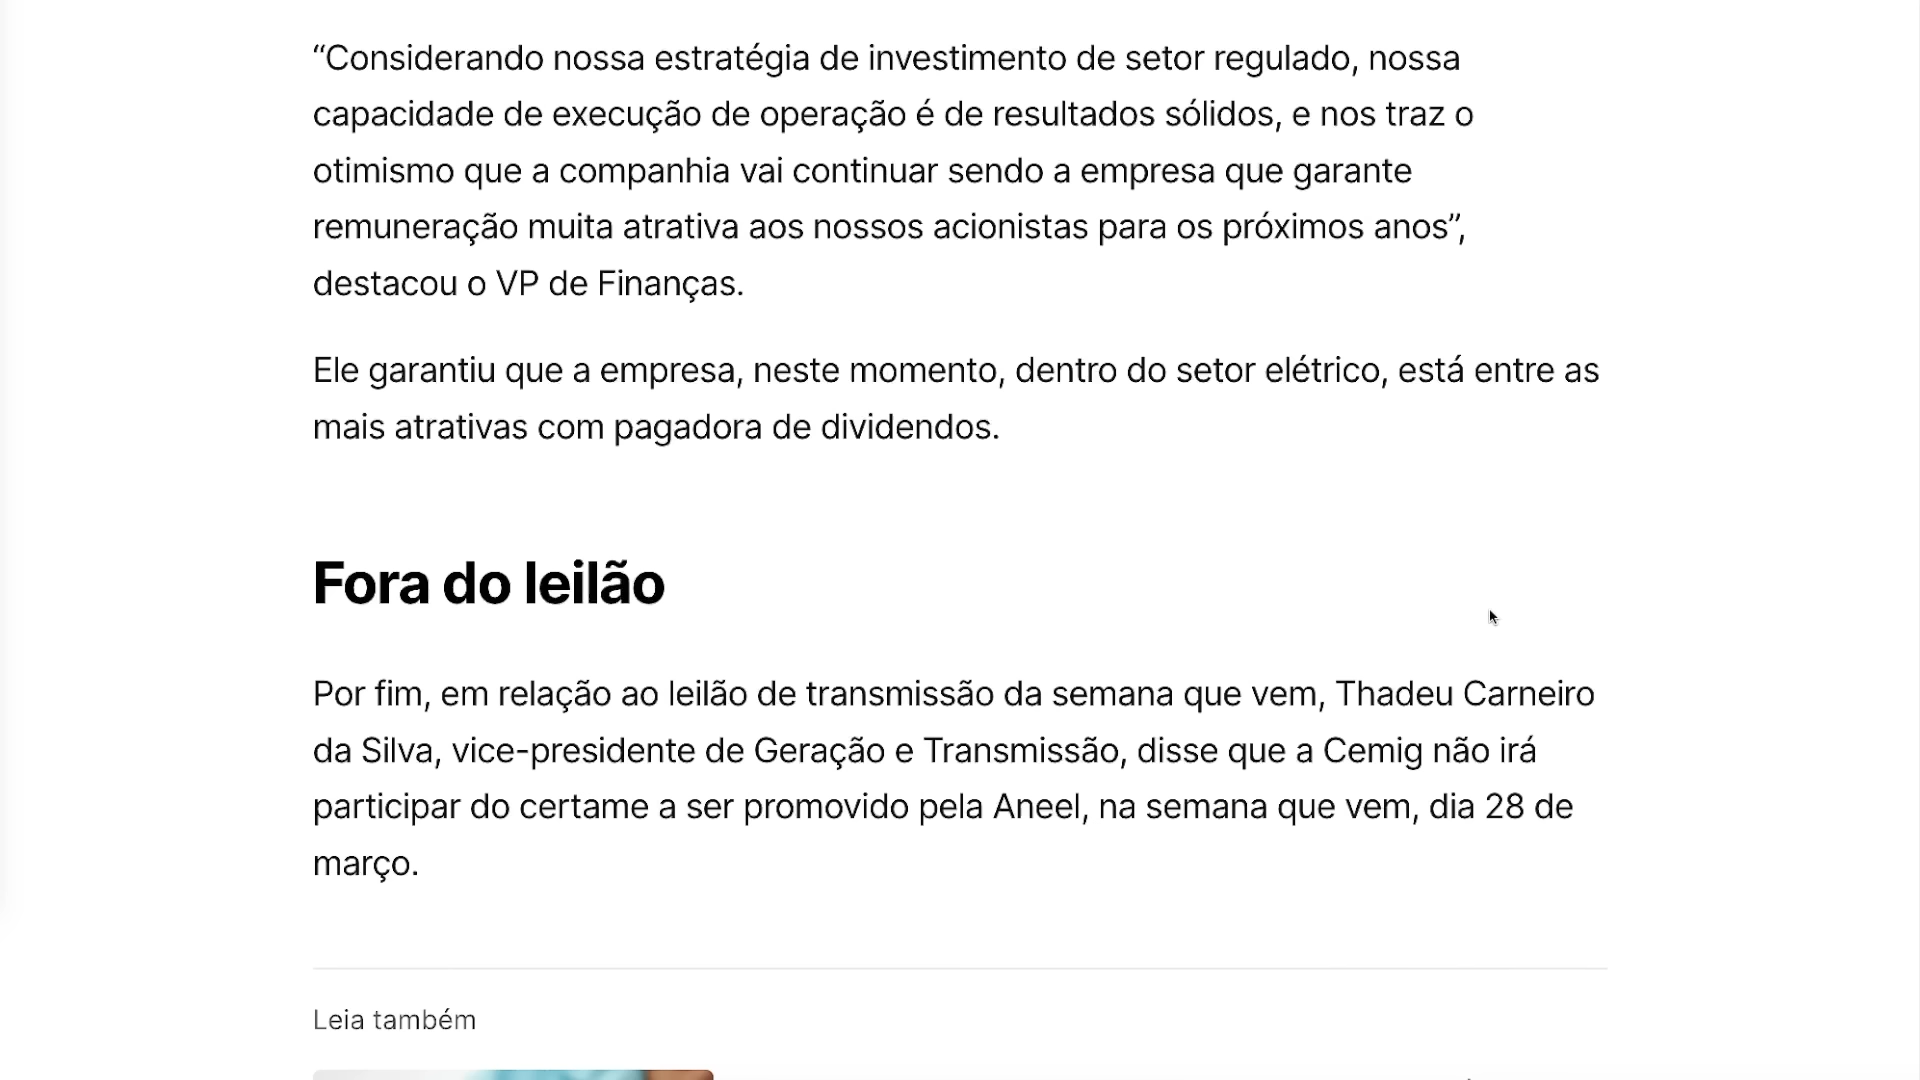 “Considerando nossa estratégia de investimento de setor regulado, nossa
capacidade de execução de operação é de resultados sólidos, e nos traz o
otimismo que a companhia vai continuar sendo a empresa que garante
remuneração muita atrativa aos nossos acionistas para os próximos anos”,
destacou o VP de Finanças.
Ele garantiu que a empresa, neste momento, dentro do setor elétrico, está entre as
mais atrativas com pagadora de dividendos.
Fora do leilão
Por fim, em relação ao leilão de transmissão da semana que vem, Thadeu Carneiro
da Silva, vice-presidente de Geração e Transmissão, disse que a Cemig não irá
participar do certame a ser promovido pela Aneel, na semana que vem, dia 28 de
março.
Leia também